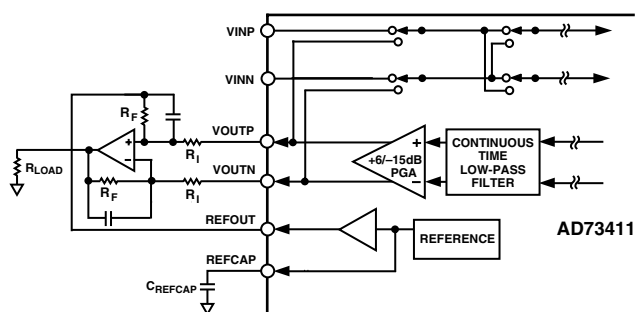 VINP
VINN
RF
VOUTP
RI
+
–
RLOAD
RF
RI
VOUTN
+
+6/–15dB
PGA
–
CONTINUOUS
TIME
LOW-PASS
FILTER
REFOUT
REFERENCE
AD73411
REFCAP
CREFCAP